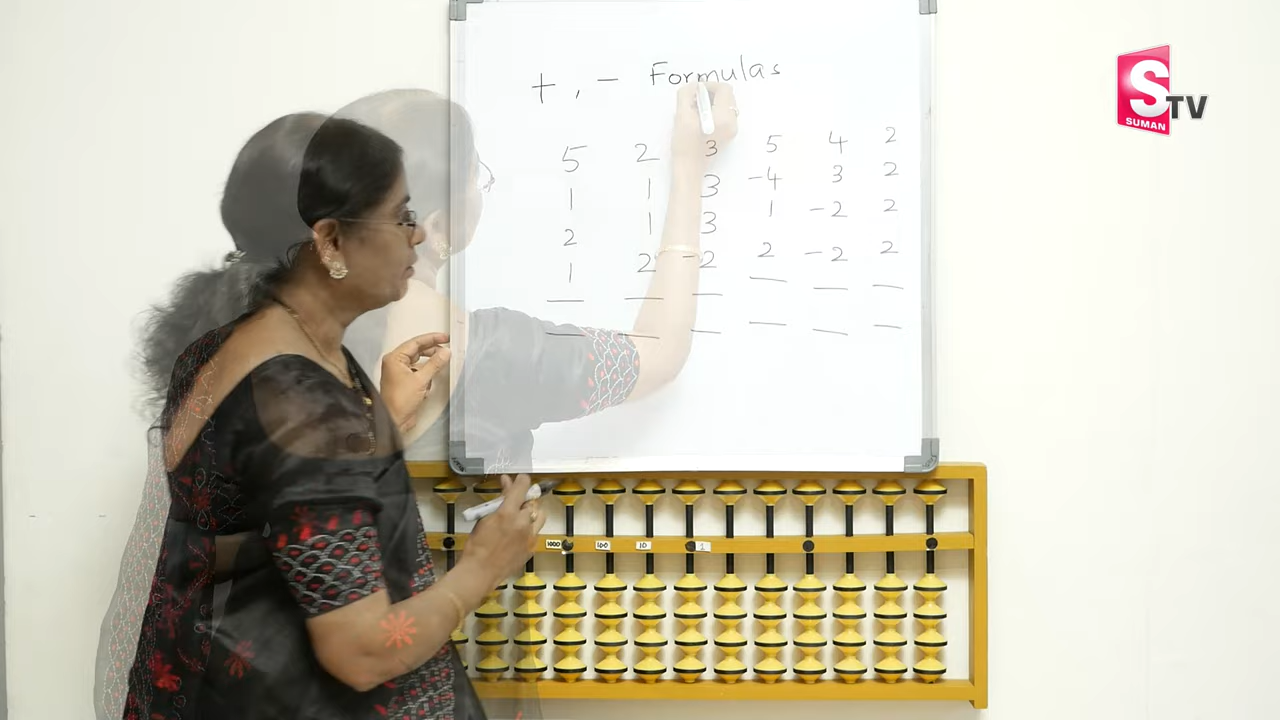 + , - Formulas
5 2 3 5 4 2
1 1 3 -4 3 2
2 1 3 1 -2 2
1 2 -2 2 -2 2
1000 100 10 1
S TV
SUMAN